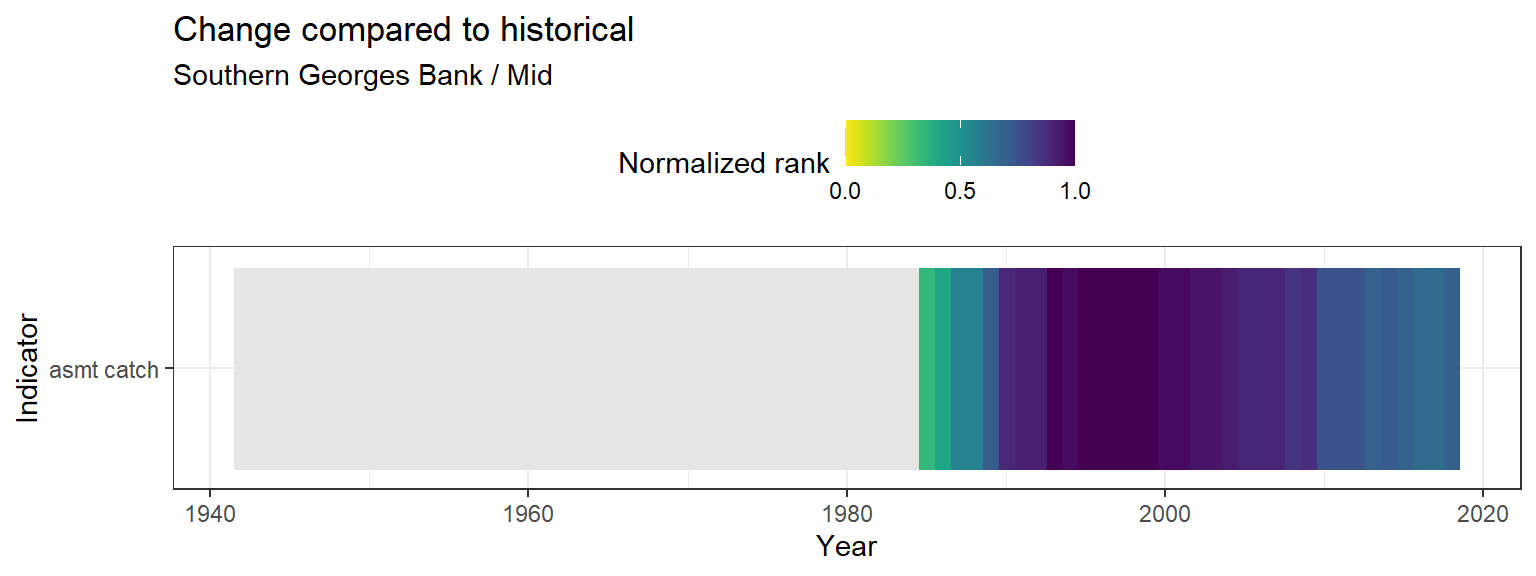 Change compared to historical
Southern Georges Bank / Mid
Normalized rank
0.0 0.5 1.0
Indicator
asmt catch
1940 1960 1980 2000 2020
Year